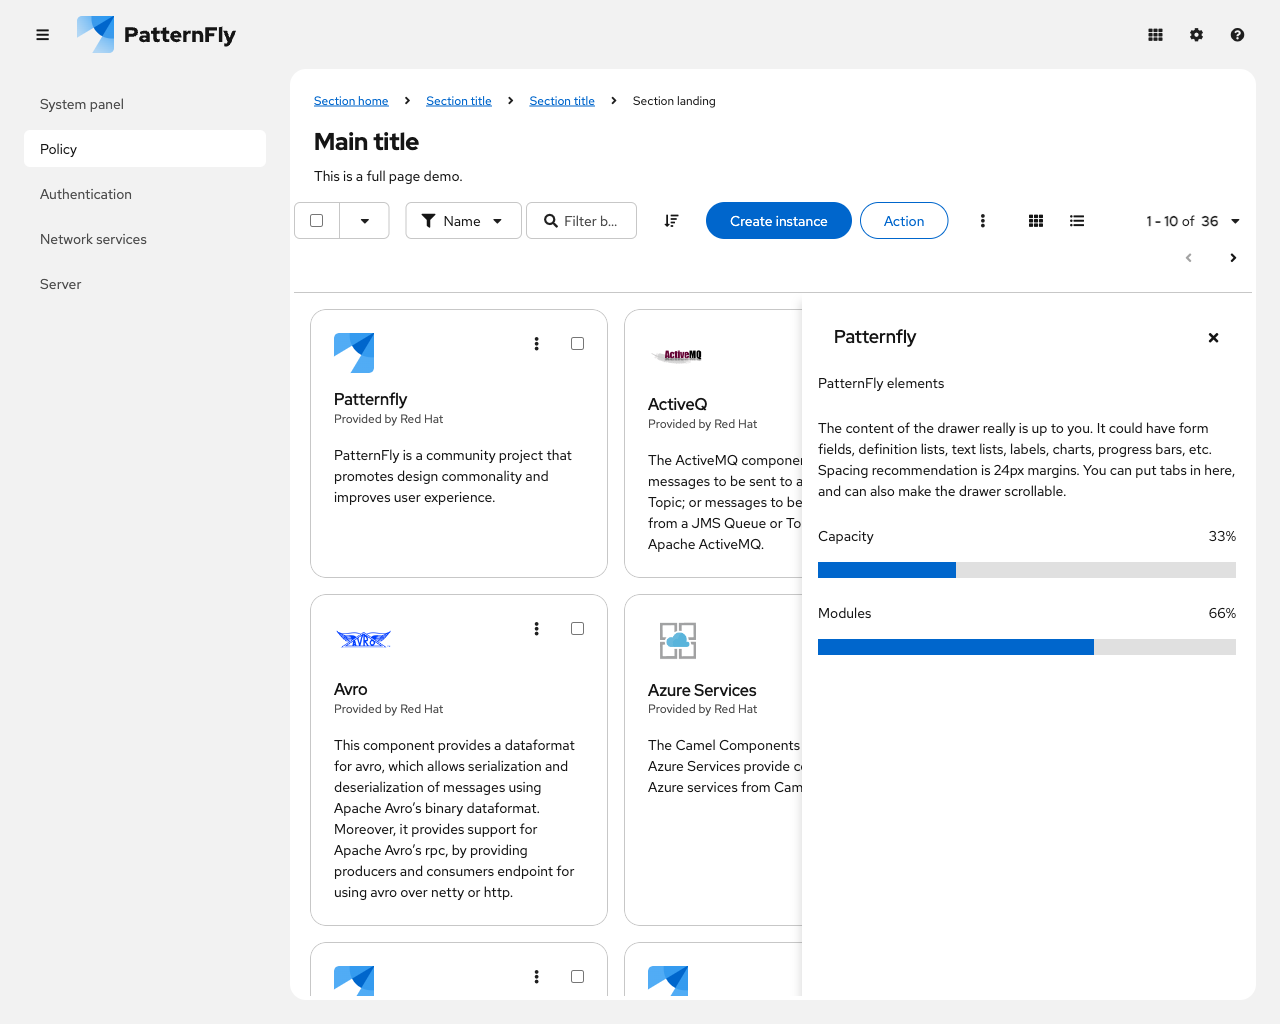 PatternFly
System panel
Policy
Authentication
Network services
Server
Section home
Section title
Section title
Section landing
Main title
This is a full page demo.
Name
Filter b...
Create instance
Action
1 - 10 of 36
Patternfly
Provided by Red Hat
PatternFly is a community project that
promotes design commonality and
improves user experience.
ActiveMQ
ActiveQ
Provided by Red Hat
The ActiveMQ componen
messages to be sent to a
Topic; or messages to be
from a JMS Queue or To
Apache ActiveMQ.
AVRO
Avro
Provided by Red Hat
This component provides a dataformat
for avro, which allows serialization and
deserialization of messages using
Apache Avro’s binary dataformat.
Moreover, it provides support for
Apache Avro’s rpc, by providing
producers and consumers endpoint for
using avro over netty or http.
Azure Services
Provided by Red Hat
The Camel Components
Azure Services provide co
Azure services from Cam
Patternfly
PatternFly elements
The content of the drawer really is up to you. It could have form
fields, definition lists, text lists, labels, charts, progress bars, etc.
Spacing recommendation is 24px margins. You can put tabs in here,
and can also make the drawer scrollable.
Capacity
33%
Modules
66%